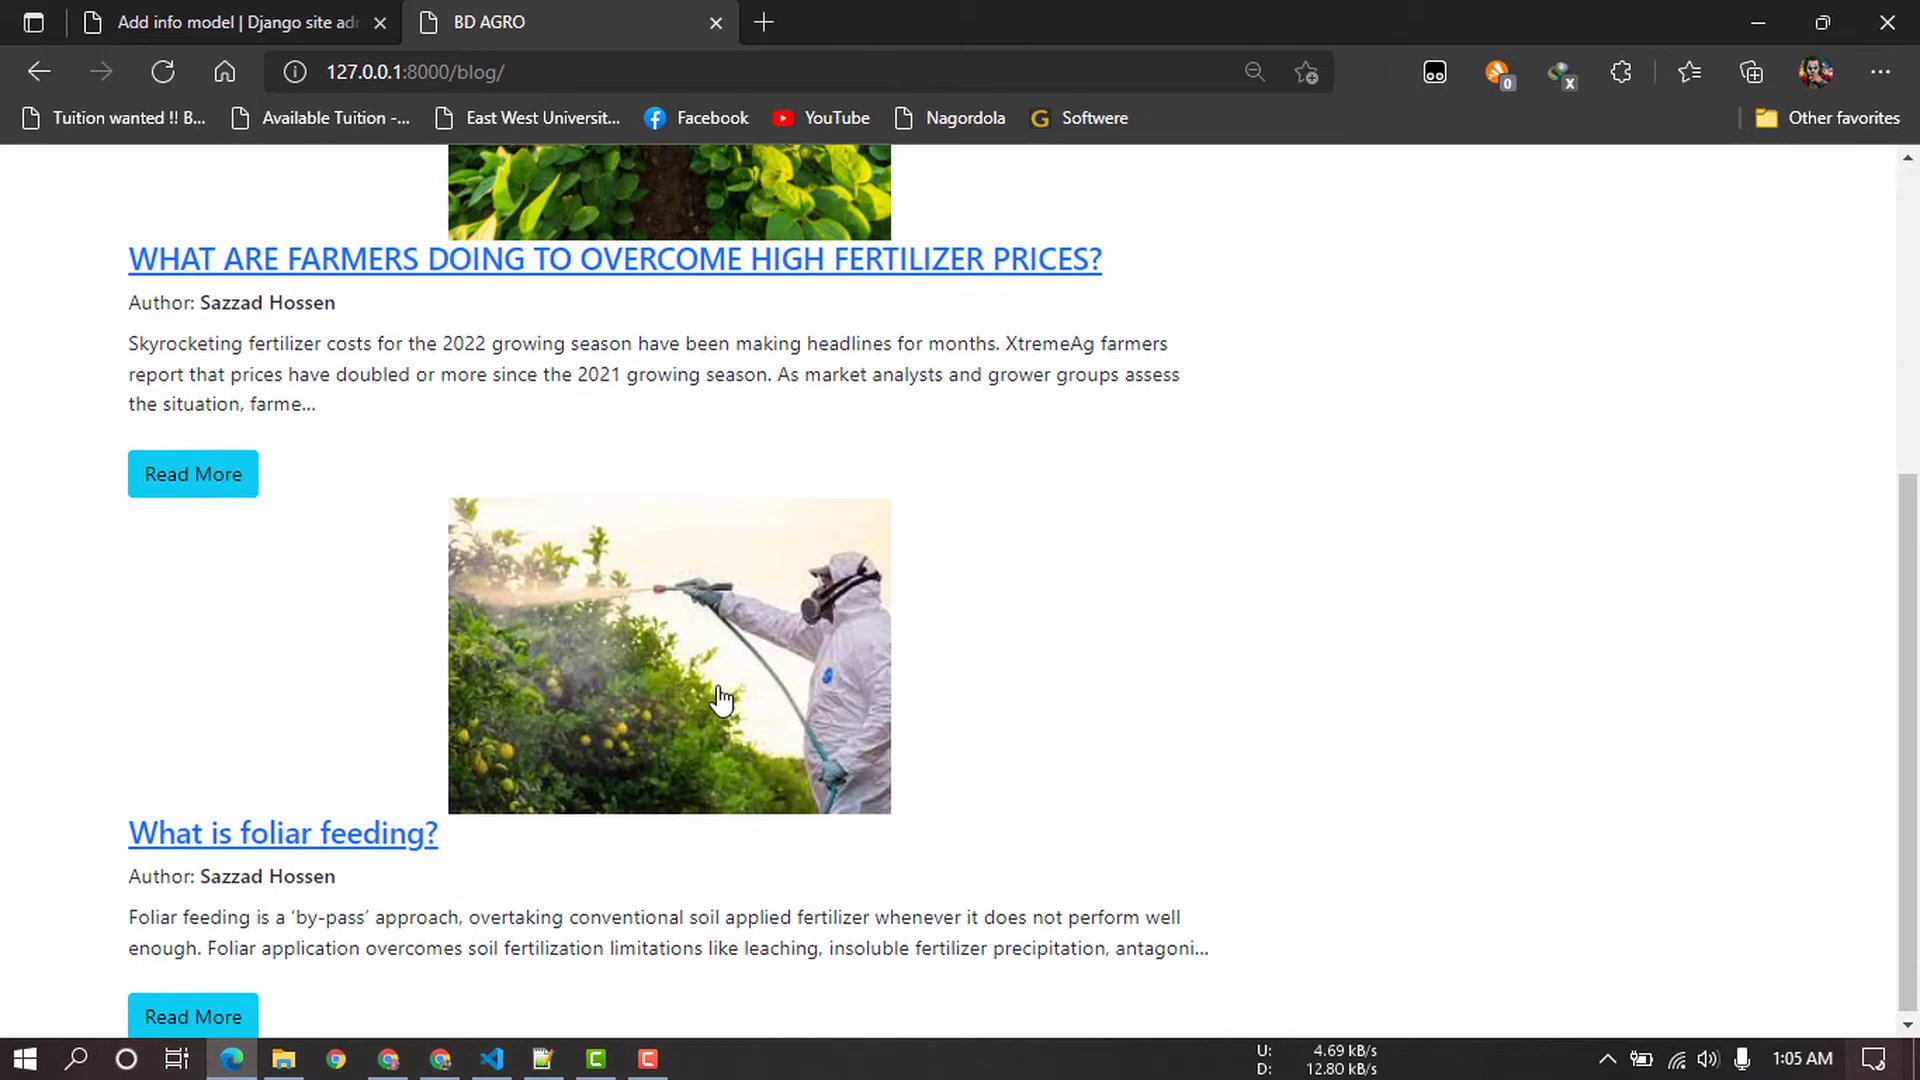 Add info model | Django site adr
BD AGRO
127.0.0.1:8000/blog/
0
X
Tuition wanted !! B...
Available Tuition -...
East West Universit...
Facebook
YouTube
Nagordola
G
Softwere
Other favorites
WHAT ARE FARMERS DOING TO OVERCOME HIGH FERTILIZER PRICES?
Author: Sazzad Hossen
Skyrocketing fertilizer costs for the 2022 growing season have been making headlines for months. XtremeAg farmers
report that prices have doubled or more since the 2021 growing season. As market analysts and grower groups assess
the situation, farme...
Read More
What is foliar feeding?
Author: Sazzad Hossen
Foliar feeding is a ‘by-pass’ approach, overtaking conventional soil applied fertilizer whenever it does not perform well
enough. Foliar application overcomes soil fertilization limitations like leaching, insoluble fertilizer precipitation, antagoni...
Read More
U: 4.69 kB/s
D: 12.80 kB/s
1:05 AM